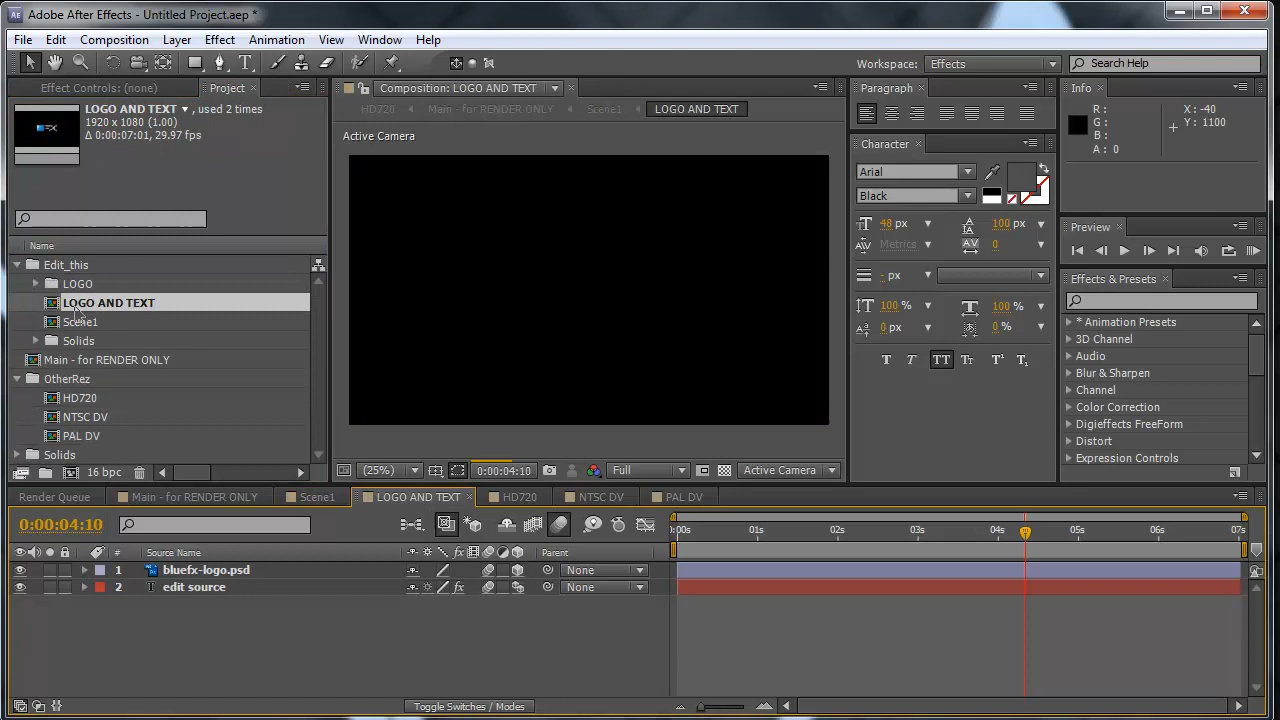 Adobe After Effects - Untitled Project.aep *
File Edit Composition Layer Effect Animation View Window Help
Workspace: Effects Search Help
Effect Controls: (none) Project
LOGO AND TEXT , used 2 times
1920 x 1080 (1.00)
Δ 0:00:07:01, 29.97 fps
Name
Edit_this
LOGO
LOGO AND TEXT
Scene1
Solids
Main - for RENDER ONLY
OtherRez
HD720
NTSC DV
PAL DV
Solids
16 bpc
Composition: LOGO AND TEXT
HD720 Main - for RENDER ONLY Scene1 LOGO AND TEXT
Active Camera
(25%) 0:00:04:10 Full Active Camera
Paragraph
Character
Arial
Black
48 px 100 px
Metrics 0
- px
100 % 100 %
0 px 0 %
T T TT Tr T¹ T₁
Info
R :
G :
B :
A : 0
X : -40
Y : 1100
Preview
Effects & Presets
* Animation Presets
3D Channel
Audio
Blur & Sharpen
Channel
Color Correction
Digieffects FreeForm
Distort
Expression Controls
Render Queue Main - for RENDER ONLY Scene1 LOGO AND TEXT HD720 NTSC DV PAL DV
0:00:04:10
):00s 01s 02s 03s 04s 05s 06s 07s
# Source Name Parent
1 bluefx-logo.psd None
2 edit source None
Toggle Switches / Modes